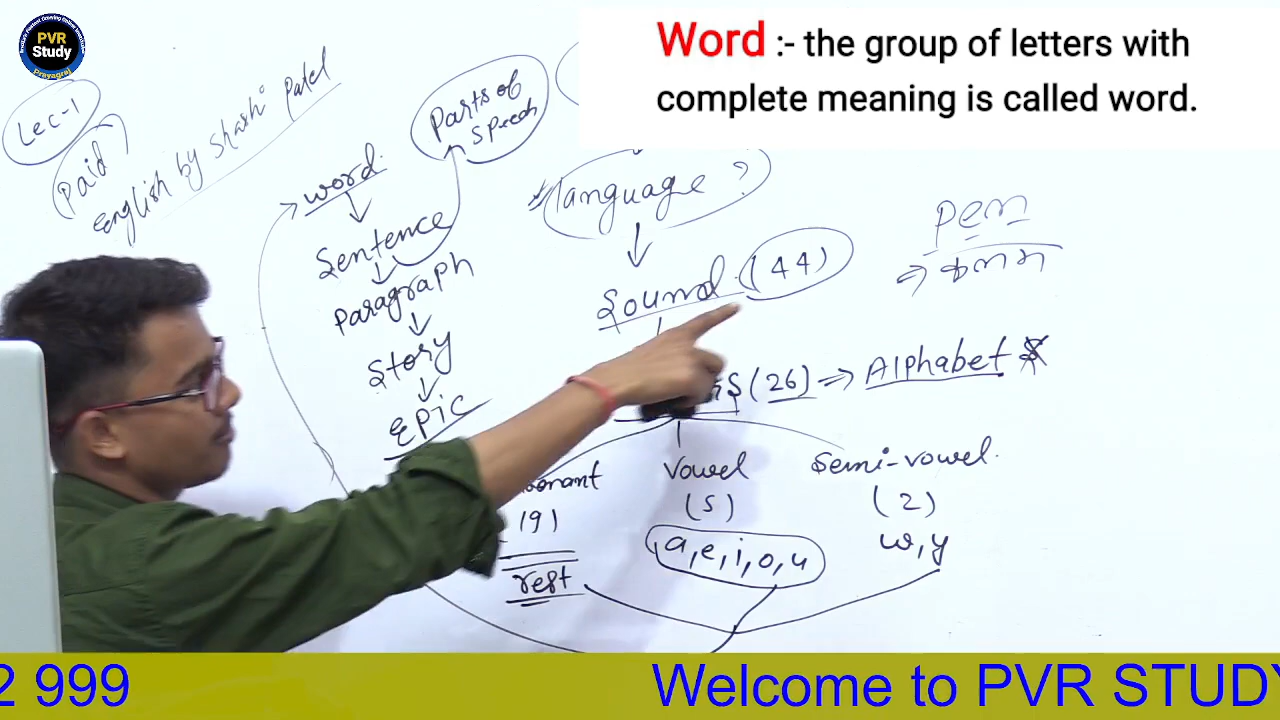 PVR
Study
Prayagraj
Word :- the group of letters with
complete meaning is called word.
Lec-1
Paid
English by Shashi Patel
Parts of
Speech
word
Sentence
Paragraph
Story
EPic
language ?
Sound (44)
(26) => Alphabet
Pen
Vowel
(5)
a, e, i, o, u
Semi-vowel
(2)
w, y
19
rest
2 999
Welcome to PVR STUDY